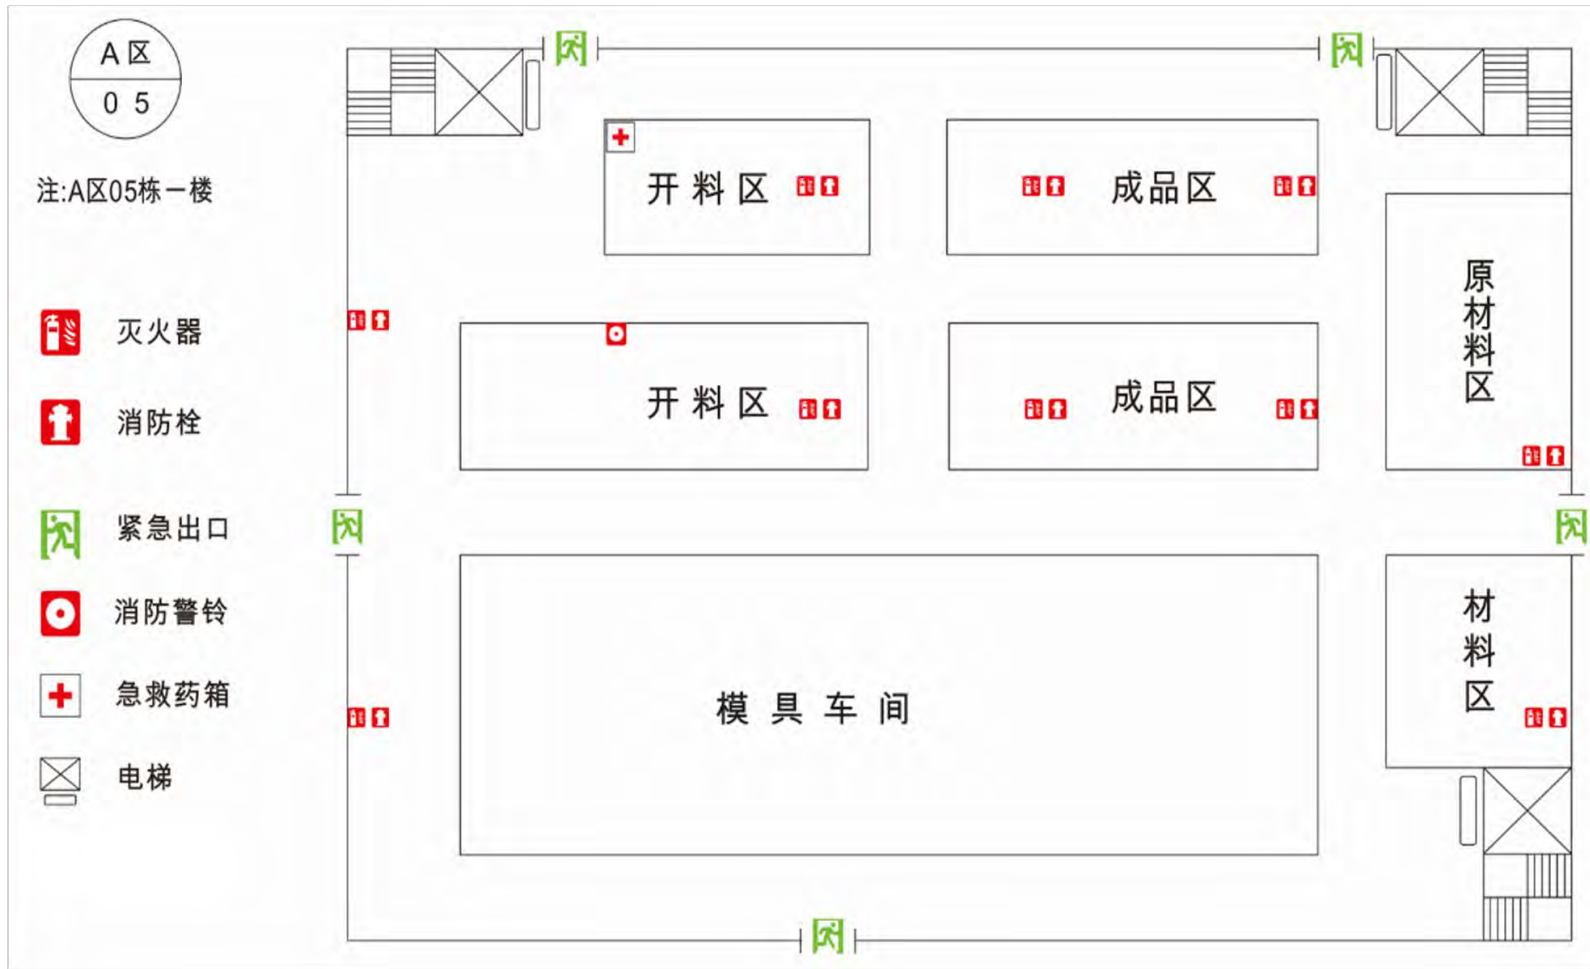 A区
05
注:A区05栋一楼
灭火器
消防栓
紧急出口
消防警铃
急救药箱
电梯
开料区
成品区
原材料区
开料区
成品区
模具车间
材料区